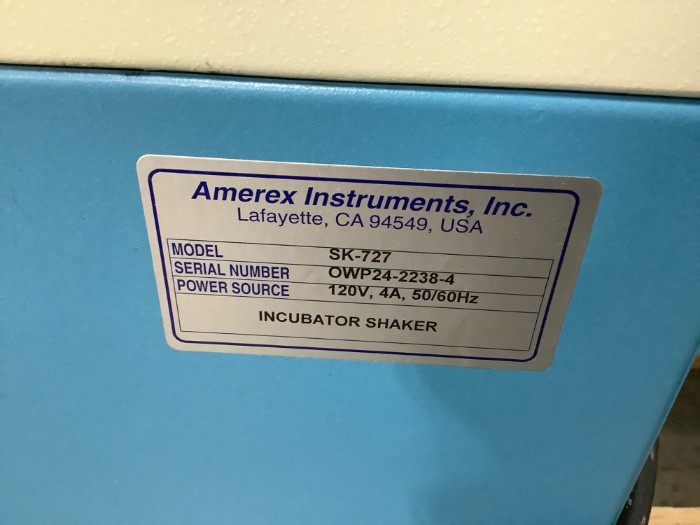 Amerex Instruments, Inc.
Lafayette, CA 94549, USA
MODEL SK-727
SERIAL NUMBER OWP24-2238-4
POWER SOURCE 120V, 4A, 50/60Hz
INCUBATOR SHAKER